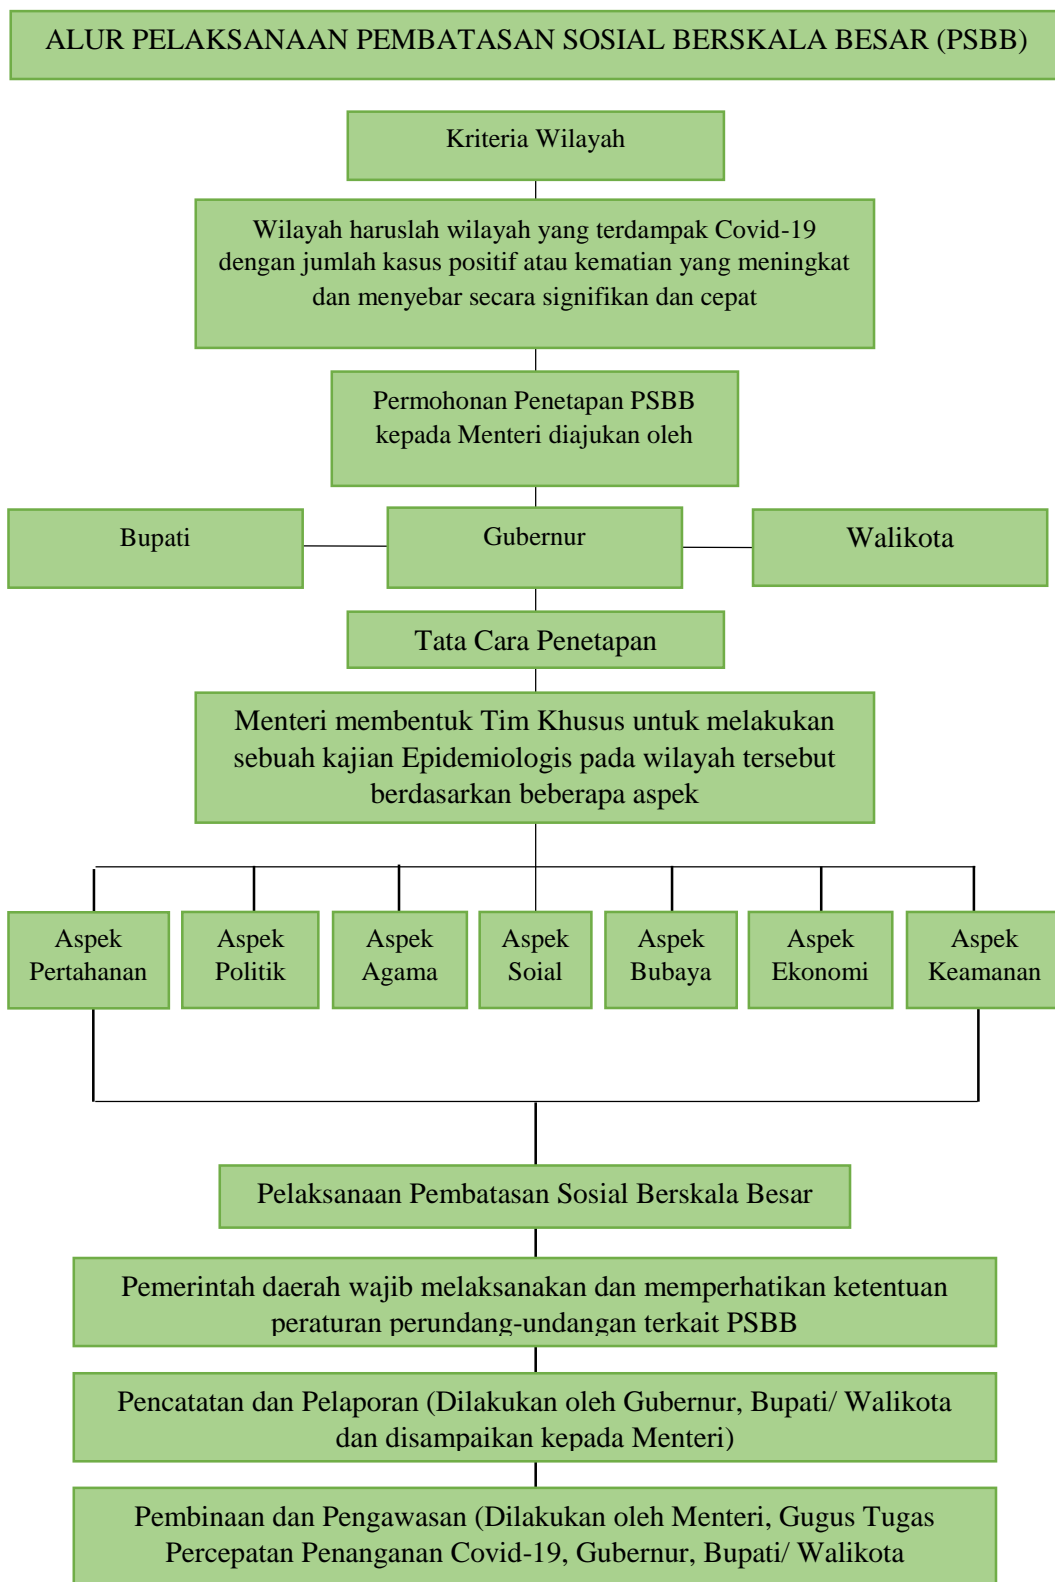 ALUR PELAKSANAAN PEMBATASAN SOSIAL BERSKALA BESAR (PSBB)
Kriteria Wilayah
Wilayah haruslah wilayah yang terdampak Covid-19
dengan jumlah kasus positif atau kematian yang meningkat
dan menyebar secara signifikan dan cepat
Permohonan Penetapan PSBB
kepada Menteri diajukan oleh
Bupati
Gubernur
Walikota
Tata Cara Penetapan
Menteri membentuk Tim Khusus untuk melakukan
sebuah kajian Epidemiologis pada wilayah tersebut
berdasarkan beberapa aspek
Aspek
Pertahanan
Aspek
Politik
Aspek
Agama
Aspek
Soial
Aspek
Bubaya
Aspek
Ekonomi
Aspek
Keamanan
Pelaksanaan Pembatasan Sosial Berskala Besar
Pemerintah daerah wajib melaksanakan dan memperhatikan ketentuan
peraturan perundang-undangan terkait PSBB
Pencatatan dan Pelaporan (Dilakukan oleh Gubernur, Bupati/ Walikota
dan disampaikan kepada Menteri)
Pembinaan dan Pengawasan (Dilakukan oleh Menteri, Gugus Tugas
Percepatan Penanganan Covid-19, Gubernur, Bupati/ Walikota